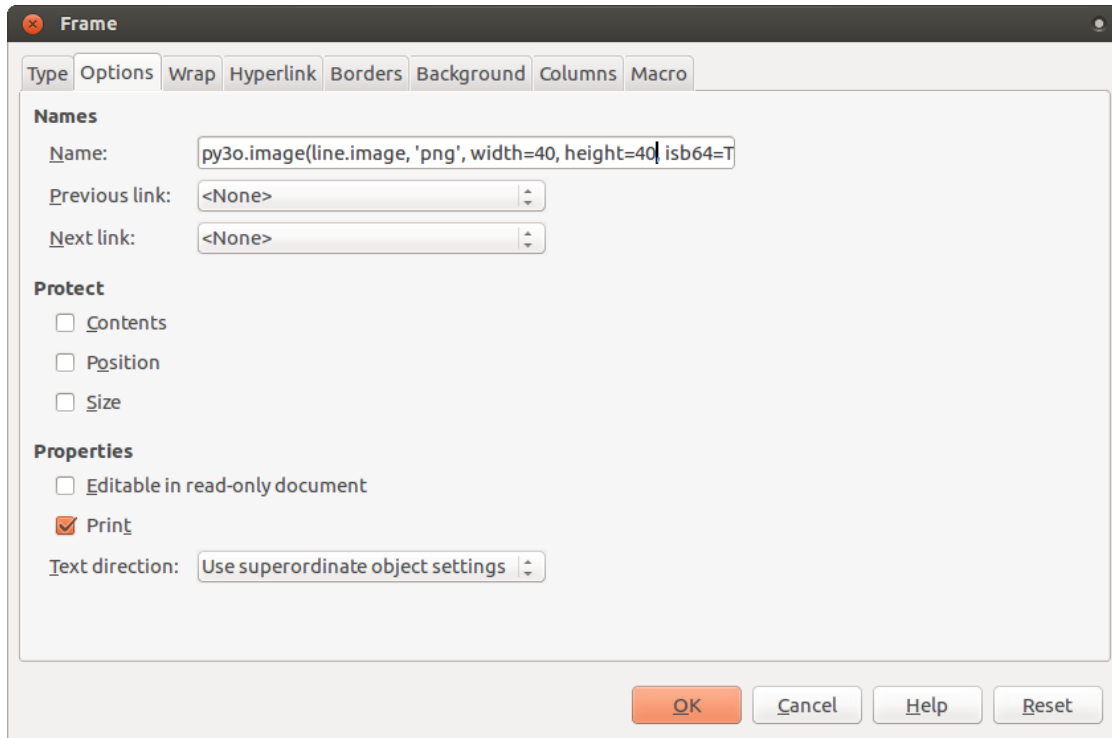 Frame
Type Options Wrap Hyperlink Borders Background Columns Macro
Names
Name: py3o.image(line.image, 'png', width=40, height=40, isb64=T
Previous link: <None>
Next link: <None>
Protect
Contents
Position
Size
Properties
Editable in read-only document
Print
Text direction: Use superordinate object settings
OK Cancel Help Reset